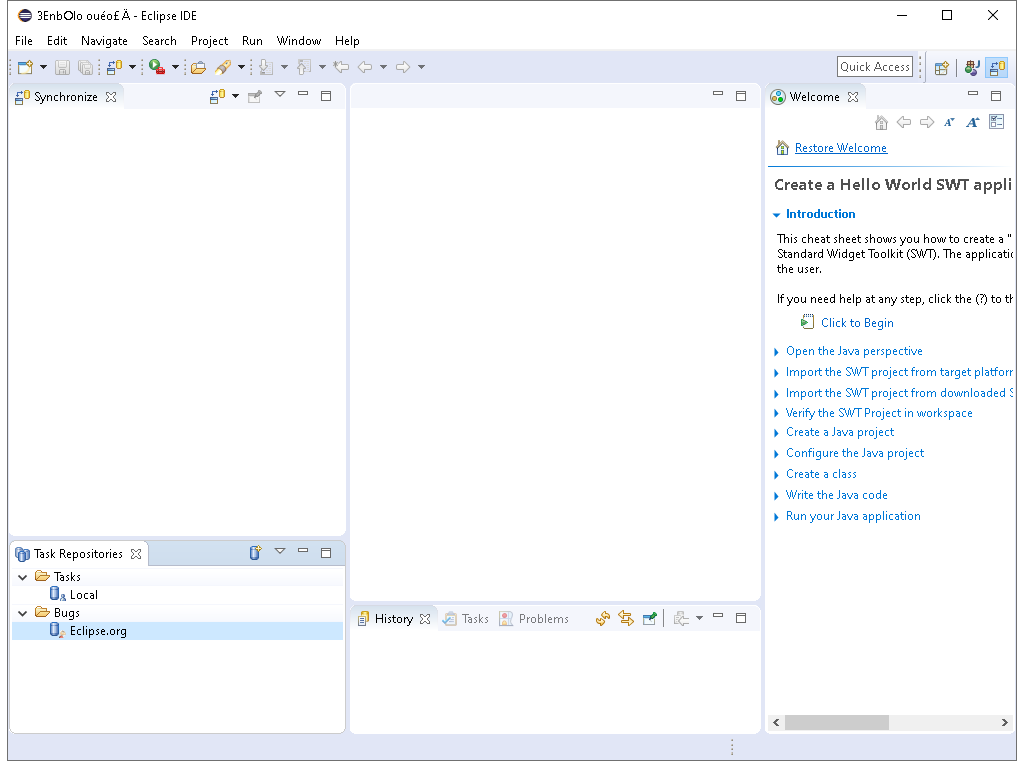 3EnbOlo ouéo£Ä - Eclipse IDE
File Edit Navigate Search Project Run Window Help
Quick Access
Synchronize
Welcome
Restore Welcome
Create a Hello World SWT appli
Introduction
This cheat sheet shows you how to create a "
Standard Widget Toolkit (SWT). The applicati
the user.
If you need help at any step, click the (?) to th
Click to Begin
Open the Java perspective
Import the SWT project from target platform
Import the SWT project from downloaded S
Verify the SWT Project in workspace
Create a Java project
Configure the Java project
Create a class
Write the Java code
Run your Java application
Task Repositories
Tasks
Local
Bugs
Eclipse.org
History Tasks Problems